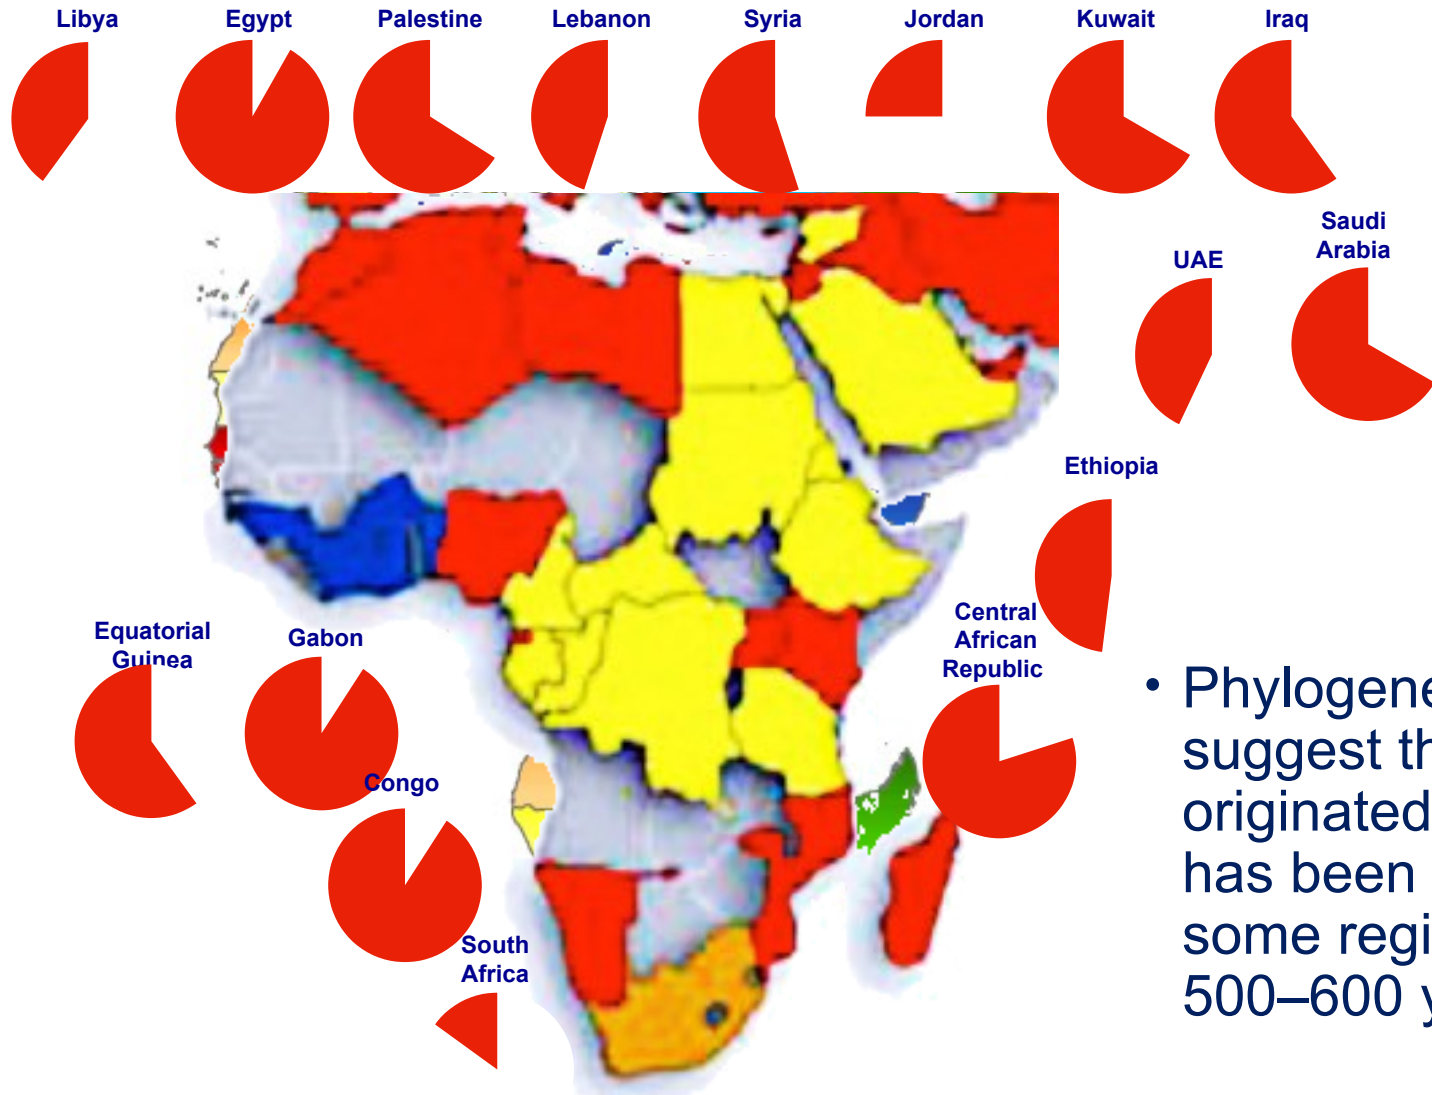 Libya
Egypt
Palestine
Lebanon
Syria
Jordan
Kuwait
Iraq
Saudi
Arabia
UAE
Ethiopia
Central
African
Republic
Equatorial
Guinea
Gabon
Congo
South
Africa
• Phylogene
suggest th
originated
has been
some regi
500–600 y